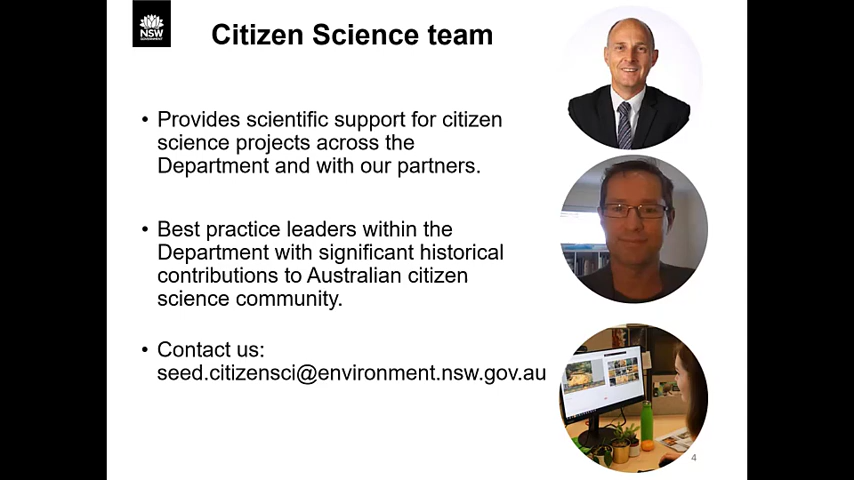 NSW
GOVERNMENT
Citizen Science team
• Provides scientific support for citizen
science projects across the
Department and with our partners.
• Best practice leaders within the
Department with significant historical
contributions to Australian citizen
science community.
• Contact us:
seed.citizensci@environment.nsw.gov.au
4